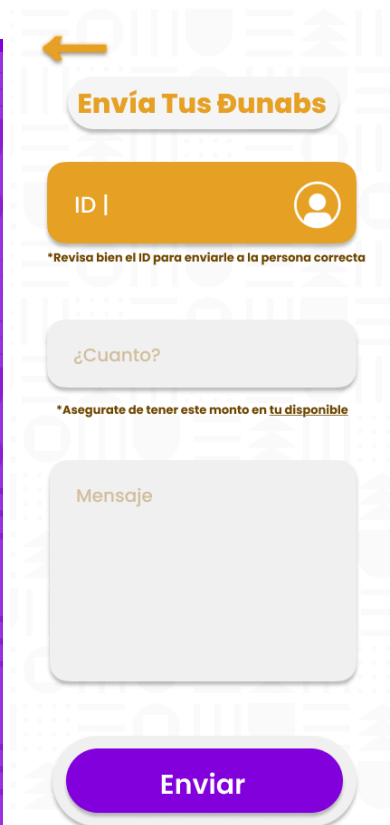 Envía Tus Đunabs
ID |
*Revisa bien el ID para enviarle a la persona correcta
¿Cuanto?
*Asegurate de tener este monto en tu disponible
Mensaje
Enviar